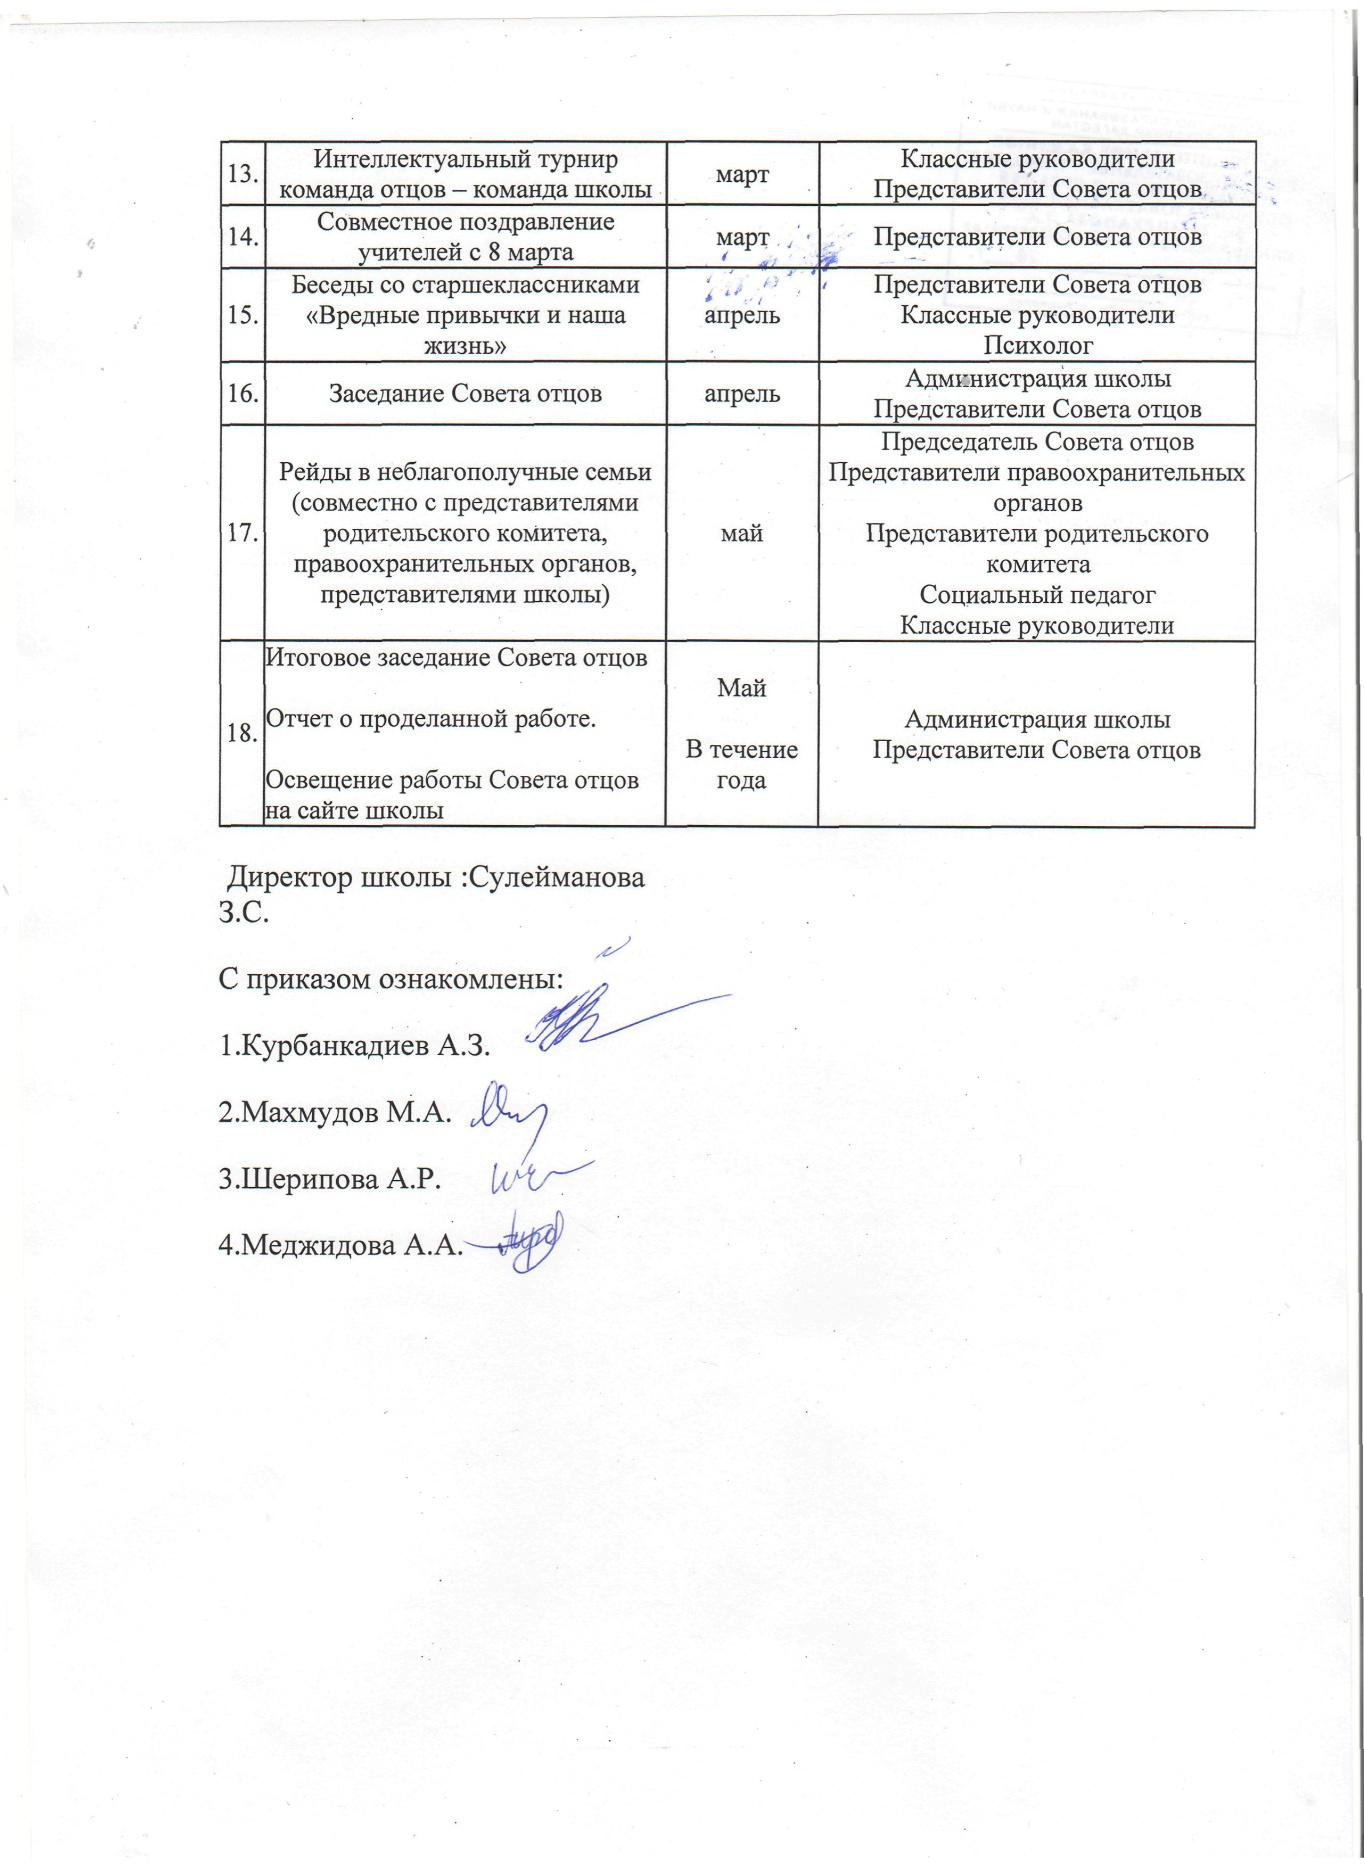 13.
Интеллектуальный турнир
команда отцов – команда школы
март
Классные руководители
Представители Совета отцов
14.
Совместное поздравление
учителей с 8 марта
март
Представители Совета отцов
15.
Беседы со старшеклассниками
«Вредные привычки и наша
жизнь»
апрель
Представители Совета отцов
Классные руководители
Психолог
16.
Заседание Совета отцов
апрель
Администрация школы
Представители Совета отцов
17.
Рейды в неблагополучные семьи
(совместно с представителями
родительского комитета,
правоохранительных органов,
представителями школы)
май
Председатель Совета отцов
Представители правоохранительных
органов
Представители родительского
комитета
Социальный педагог
Классные руководители
18.
Итоговое заседание Совета отцов
Отчет о проделанной работе.
Освещение работы Совета отцов
на сайте школы
Май
В течение
года
Администрация школы
Представители Совета отцов
Директор школы :Сулейманова
З.С.
С приказом ознакомлены:
1.Курбанкадиев А.З.
2.Махмудов М.А.
3.Шерипова А.Р.
4.Меджидова А.А.